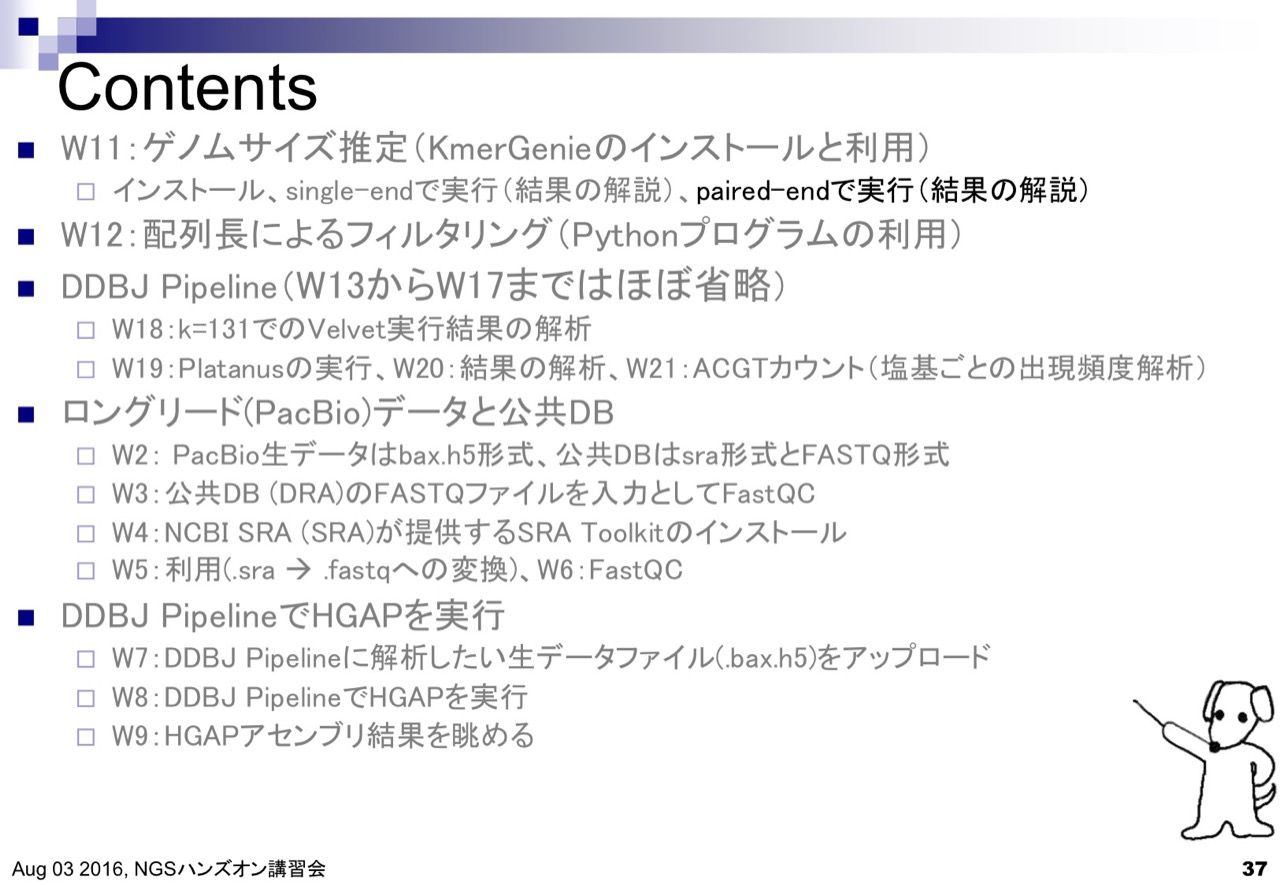 Contents
W11：ゲノムサイズ推定（KmerGenieのインストールと利用）
インストール、single-endで実行（結果の解説）、paired-endで実行（結果の解説）
W12：配列長によるフィルタリング（Pythonプログラムの利用）
DDBJ Pipeline（W13からW17まではほぼ省略）
W18：k=131でのVelvet実行結果の解析
W19：Platanusの実行、W20：結果の解析、W21：ACGTカウント（塩基ごとの出現頻度解析）
ロングリード(PacBio)データと公共DB
W2： PacBio生データはbax.h5形式、公共DBはsra形式とFASTQ形式
W3：公共DB (DRA)のFASTQファイルを入力としてFastQC
W4：NCBI SRA (SRA)が提供するSRA Toolkitのインストール
W5：利用(.sra → .fastqへの変換)、W6：FastQC
DDBJ PipelineでHGAPを実行
W7：DDBJ Pipelineに解析したい生データファイル(.bax.h5)をアップロード
W8：DDBJ PipelineでHGAPを実行
W9：HGAPアセンブリ結果を眺める
Aug 03 2016, NGSハンズオン講習会
37